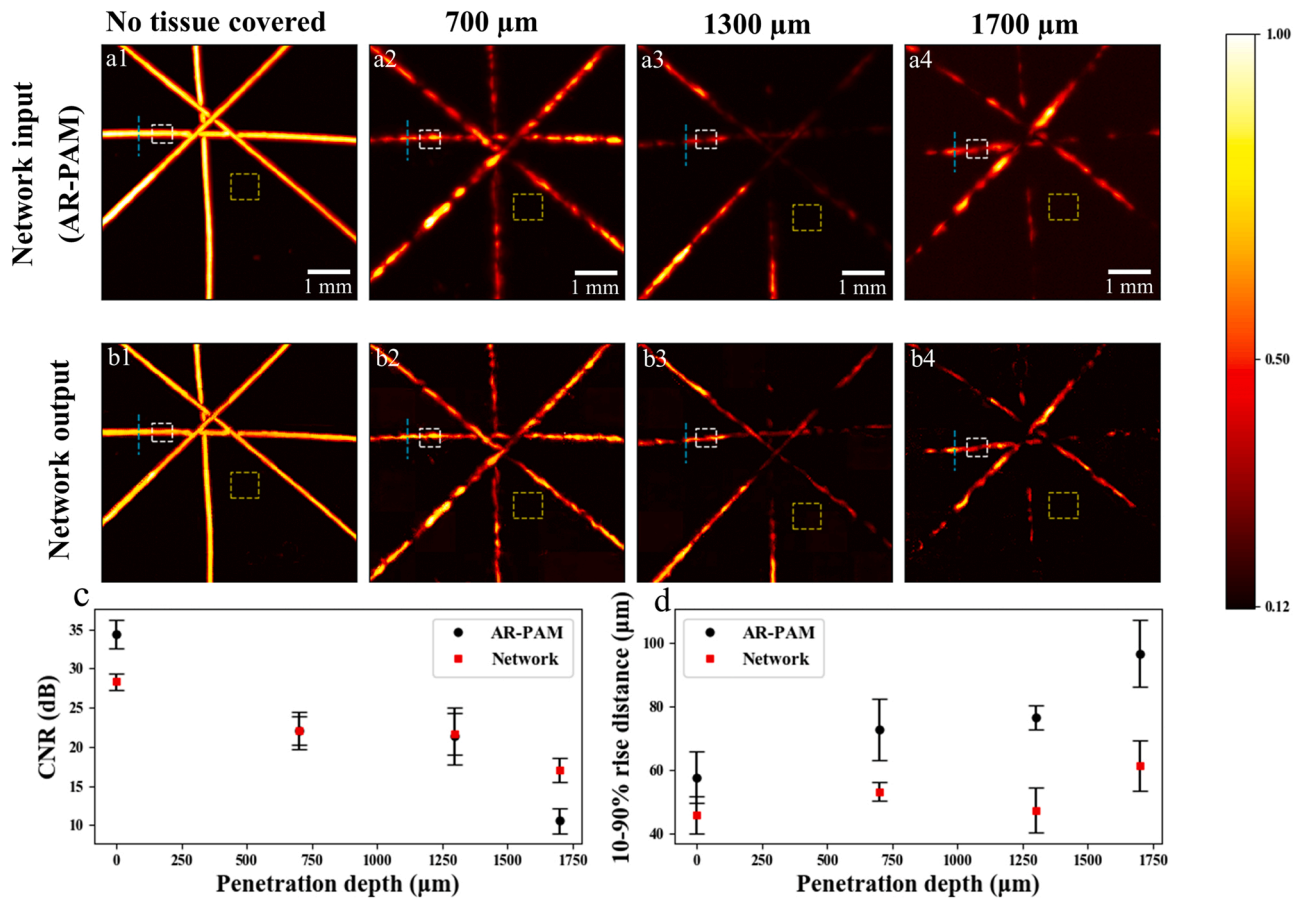 No tissue covered 700 μm 1300 μm 1700 μm
Network input
(AR-PAM)
a1 a2 a3 a4
1 mm 1 mm 1 mm 1 mm
1.00
0.50
0.12
Network output
b1 b2 b3 b4
c
CNR (dB)
35
30
25
20
15
10
AR-PAM
Network
0 250 500 750 1000 1250 1500 1750
Penetration depth (μm)
d
10-90% rise distance (μm)
100
80
60
40
AR-PAM
Network
0 250 500 750 1000 1250 1500 1750
Penetration depth (μm)